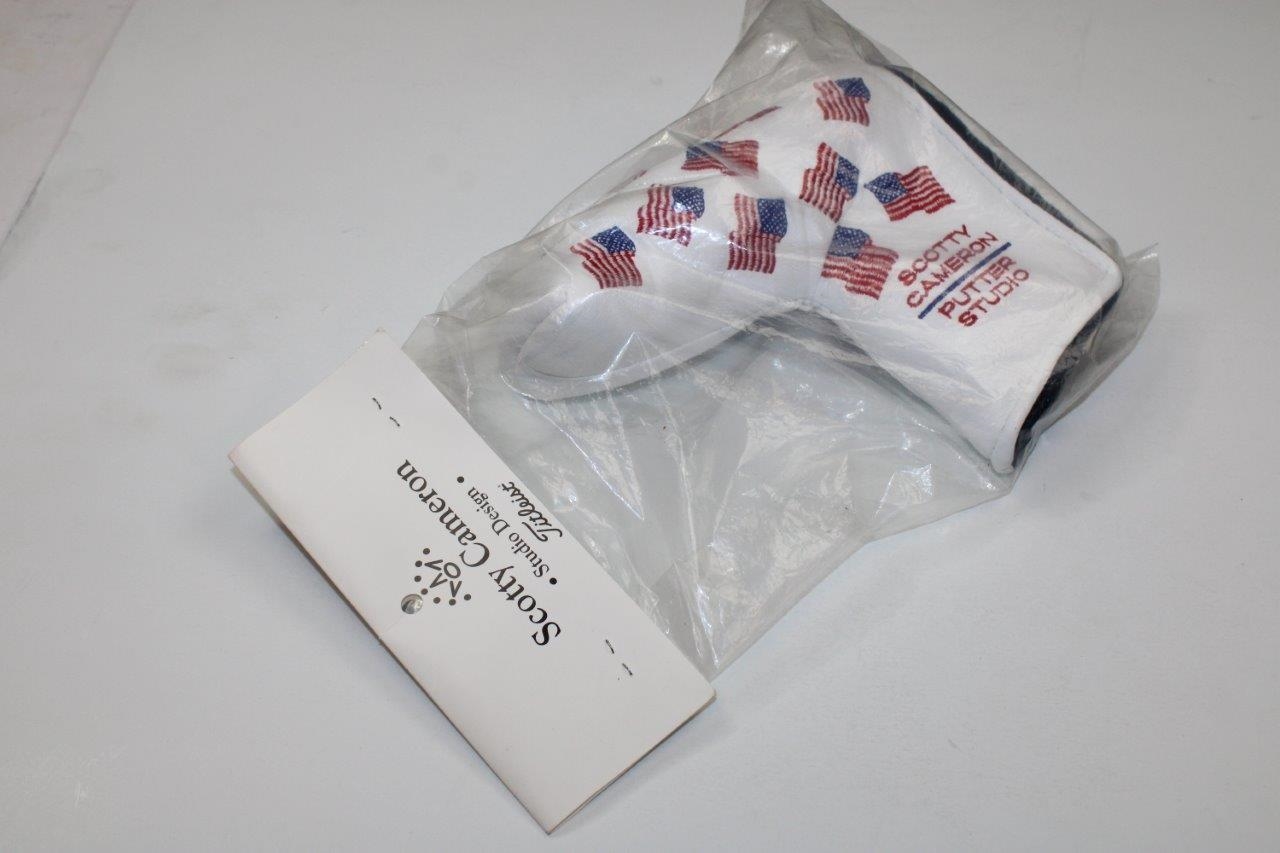 SCOTTY
CAMERON
PUTTER
STUDIO
Scotty Cameron
• Studio Design •
Titleist